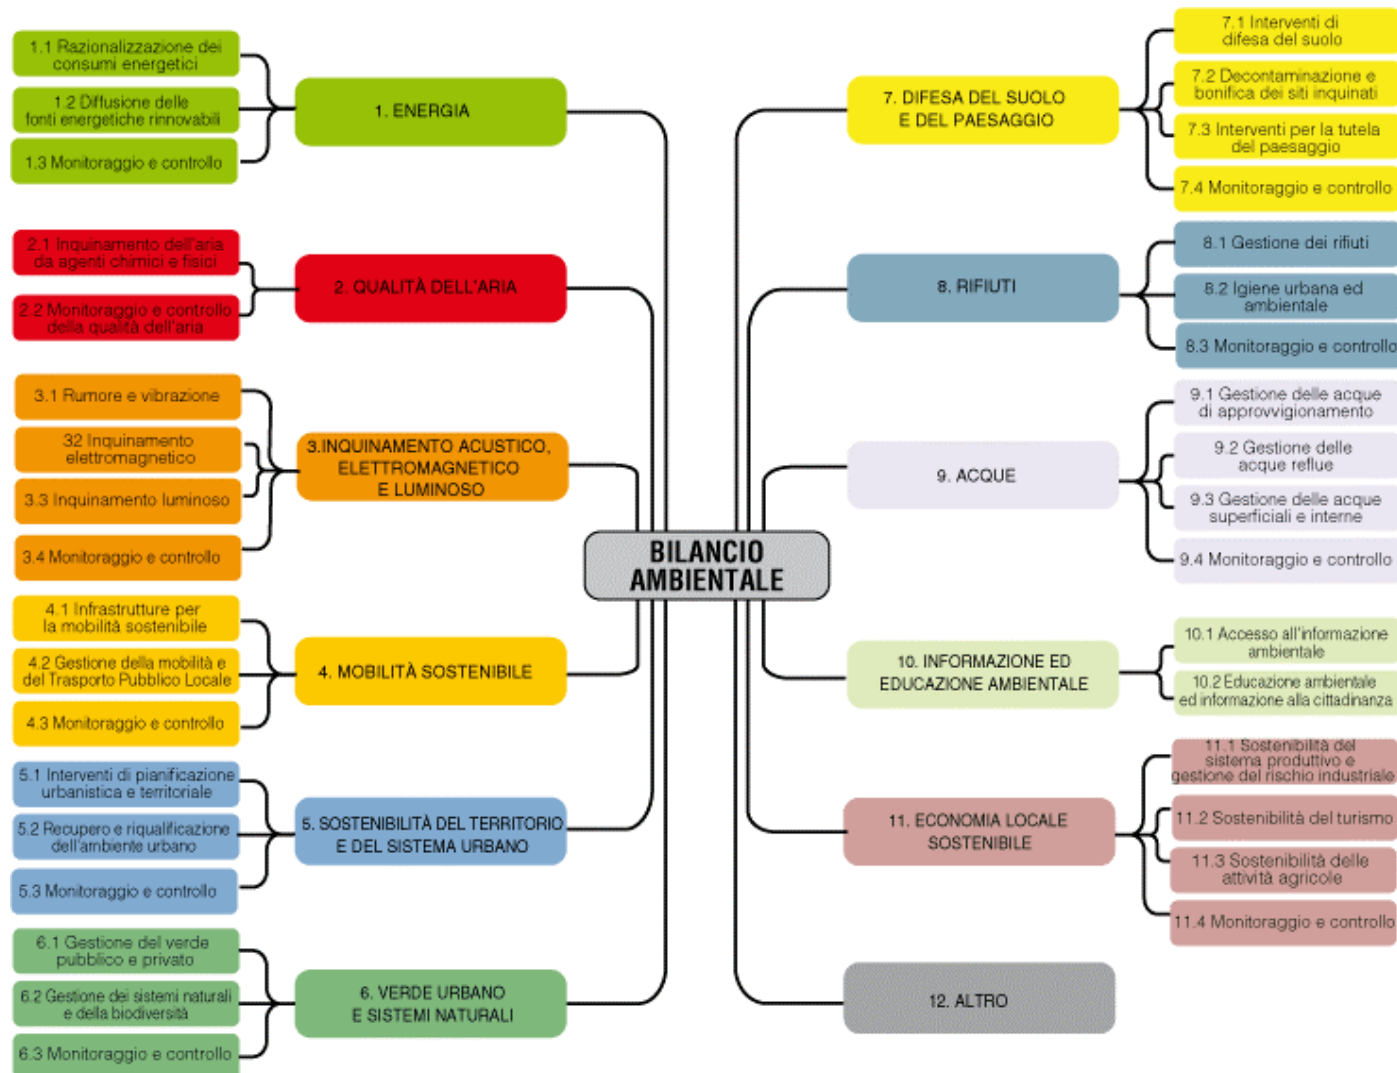 1.1 Razionalizzazione dei
consumi energetici
1.2 Diffusione delle
fonti energetiche rinnovabili
1.3 Monitoraggio e controllo
1. ENERGIA
2.1 Inquinamento dell'aria
da agenti chimici e fisici
2.2 Monitoraggio e controllo
della qualità dell'aria
2. QUALITÀ DELL'ARIA
3.1 Rumore e vibrazione
32 Inquinamento
elettromagnetico
3.3 Inquinamento luminoso
3.4 Monitoraggio e controllo
3.INQUINAMENTO ACUSTICO,
ELETTROMAGNETICO
E LUMINOSO
4.1 Infrastrutture per
la mobilità sostenibile
4.2 Gestione della mobilità e
del Trasporto Pubblico Locale
4.3 Monitoraggio e controllo
4. MOBILITÀ SOSTENIBILE
5.1 Interventi di pianificazione
urbanistica e territoriale
5.2 Recupero e riqualificazione
dell'ambiente urbano
5.3 Monitoraggio e controllo
5. SOSTENIBILITÀ DEL TERRITORIO
E DEL SISTEMA URBANO
6.1 Gestione del verde
pubblico e privato
6.2 Gestione dei sistemi naturali
e della biodiversità
6.3 Monitoraggio e controllo
6. VERDE URBANO
E SISTEMI NATURALI
BILANCIO
AMBIENTALE
7. DIFESA DEL SUOLO
E DEL PAESAGGIO
7.1 Interventi di
difesa del suolo
7.2 Decontaminazione e
bonifica dei siti inquinati
7.3 Interventi per la tutela
del paesaggio
7.4 Monitoraggio e controllo
8. RIFIUTI
8.1 Gestione dei rifiuti
8.2 Igiene urbana ed
ambientale
8.3 Monitoraggio e controllo
9. ACQUE
9.1 Gestione delle acque
di approvvigionamento
9.2 Gestione delle
acque reflue
9.3 Gestione delle acque
superficiali e interne
9.4 Monitoraggio e controllo
10. INFORMAZIONE ED
EDUCAZIONE AMBIENTALE
10.1 Accesso all'informazione
ambientale
10.2 Educazione ambientale
ed informazione alla cittadinanza
11. ECONOMIA LOCALE
SOSTENIBILE
11.1 Sostenibilità del
sistema produttivo e
gestione del rischio industriale
11.2 Sostenibilità del turismo
11.3 Sostenibilità delle
attività agricole
11.4 Monitoraggio e controllo
12. ALTRO